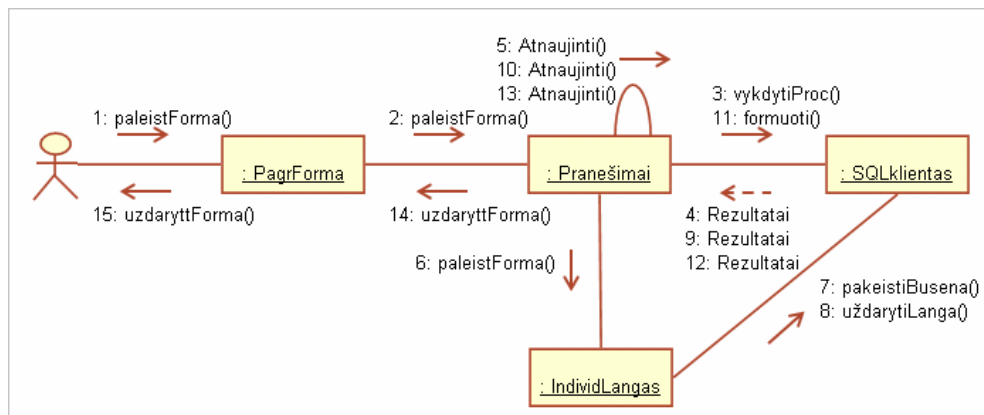 5: Atnaujinti()
10: Atnaujinti()
13: Atnaujinti()
3: vykdytiProc()
11: formuoti()
1: paleistForma()
2: paleistForma()
: PagrForma
: Pranešimai
: SQLklientas
15: uzdaryttForma()
14: uzdaryttForma()
4: Rezultatai
9: Rezultatai
12: Rezultatai
6: paleistForma()
7: pakeistiBusena()
8: uždarytiLanga()
: IndividLangas